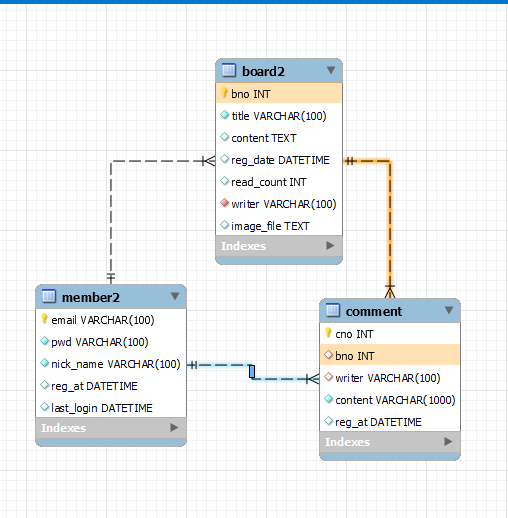 board2
bno INT
title VARCHAR(100)
content TEXT
reg_date DATETIME
read_count INT
writer VARCHAR(100)
image_file TEXT
Indexes
member2
email VARCHAR(100)
pwd VARCHAR(100)
nick_name VARCHAR(100)
reg_at DATETIME
last_login DATETIME
Indexes
comment
cno INT
bno INT
writer VARCHAR(100)
content VARCHAR(1000)
reg_at DATETIME
Indexes